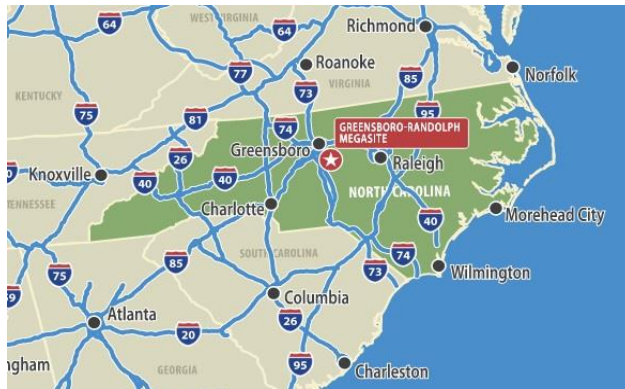 WEST VIRGINIA
64
64
Richmond
77
Roanoke
VIRGINIA
85
Norfolk
KENTUCKY
75
73
95
81
74
GREENSBORO-RANDOLPH
MEGASITE
26
Greensboro
Raleigh
Knoxville
40
40
NORTH CAROLINA
TENNESSEE
Charlotte
40
Morehead City
SOUTH CAROLINA
74
75
85
73
Wilmington
Columbia
Atlanta
26
20
GEORGIA
95
Charleston